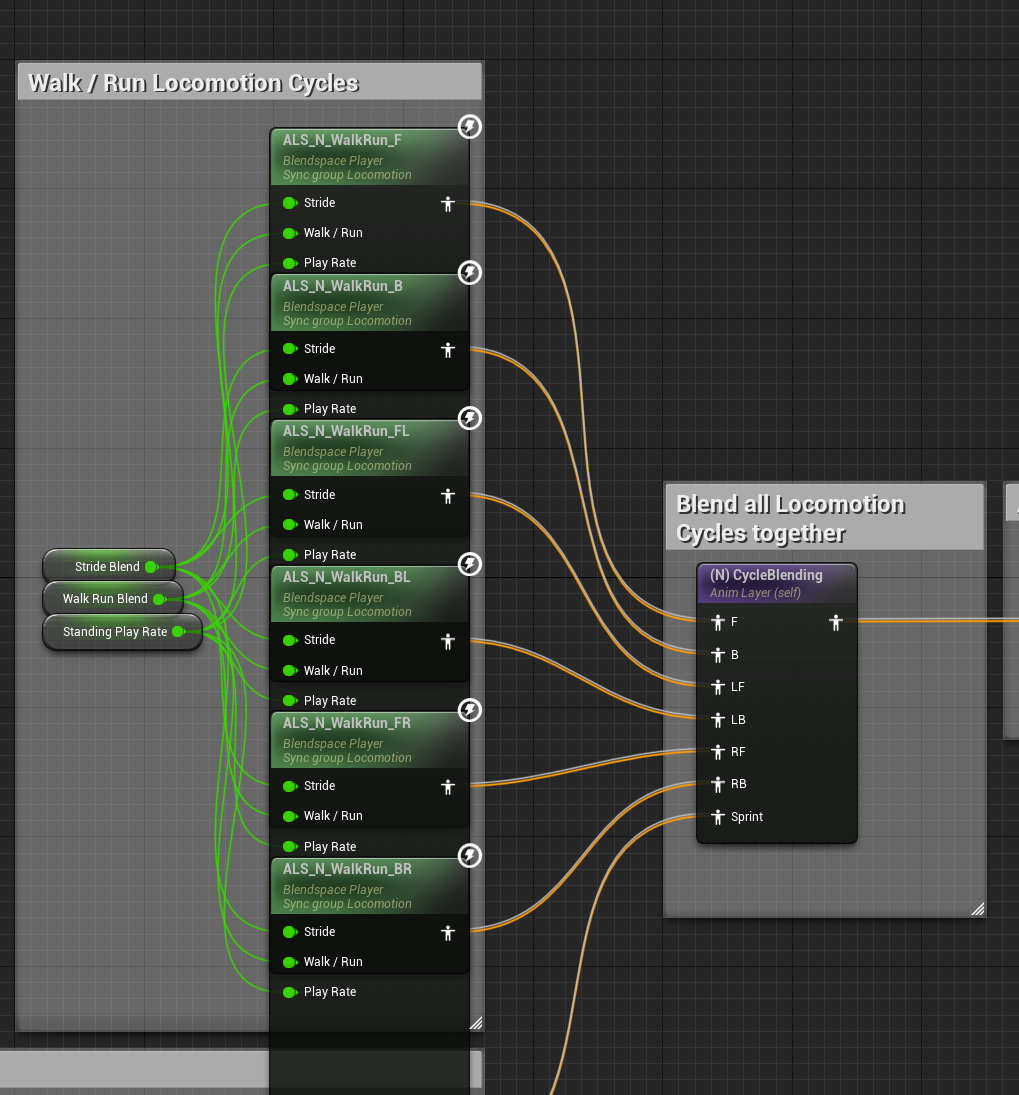 Walk / Run Locomotion Cycles
ALS_N_WalkRun_F
Blendspace Player
Sync group Locomotion
Stride
Walk / Run
Play Rate
ALS_N_WalkRun_B
Blendspace Player
Sync group Locomotion
Stride
Walk / Run
Play Rate
ALS_N_WalkRun_FL
Blendspace Player
Sync group Locomotion
Stride
Walk / Run
Play Rate
ALS_N_WalkRun_BL
Blendspace Player
Sync group Locomotion
Stride
Walk / Run
Play Rate
ALS_N_WalkRun_FR
Blendspace Player
Sync group Locomotion
Stride
Walk / Run
Play Rate
ALS_N_WalkRun_BR
Blendspace Player
Sync group Locomotion
Stride
Walk / Run
Play Rate
Stride Blend
Walk Run Blend
Standing Play Rate
Blend all Locomotion
Cycles together
(N) CycleBlending
Anim Layer (self)
F
B
LF
LB
RF
RB
Sprint